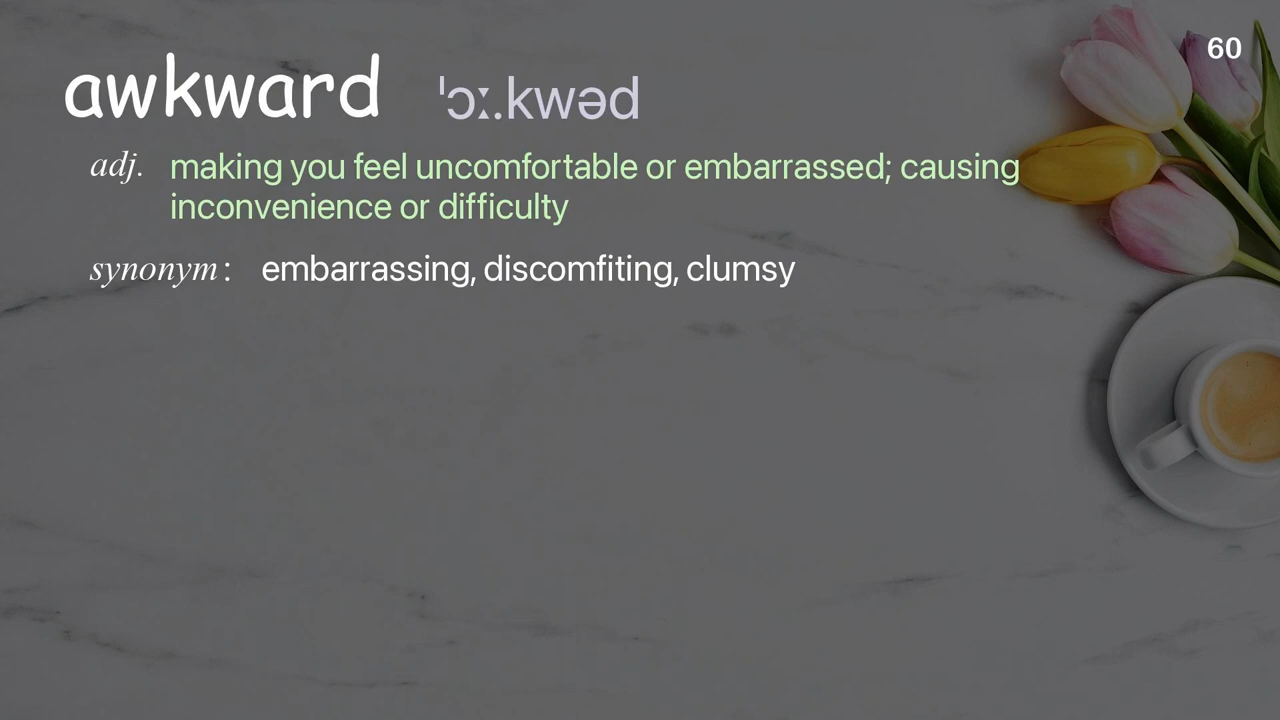 60
awkward ˈɔː.kwəd
adj. making you feel uncomfortable or embarrassed; causing
inconvenience or difficulty
synonym: embarrassing, discomfiting, clumsy